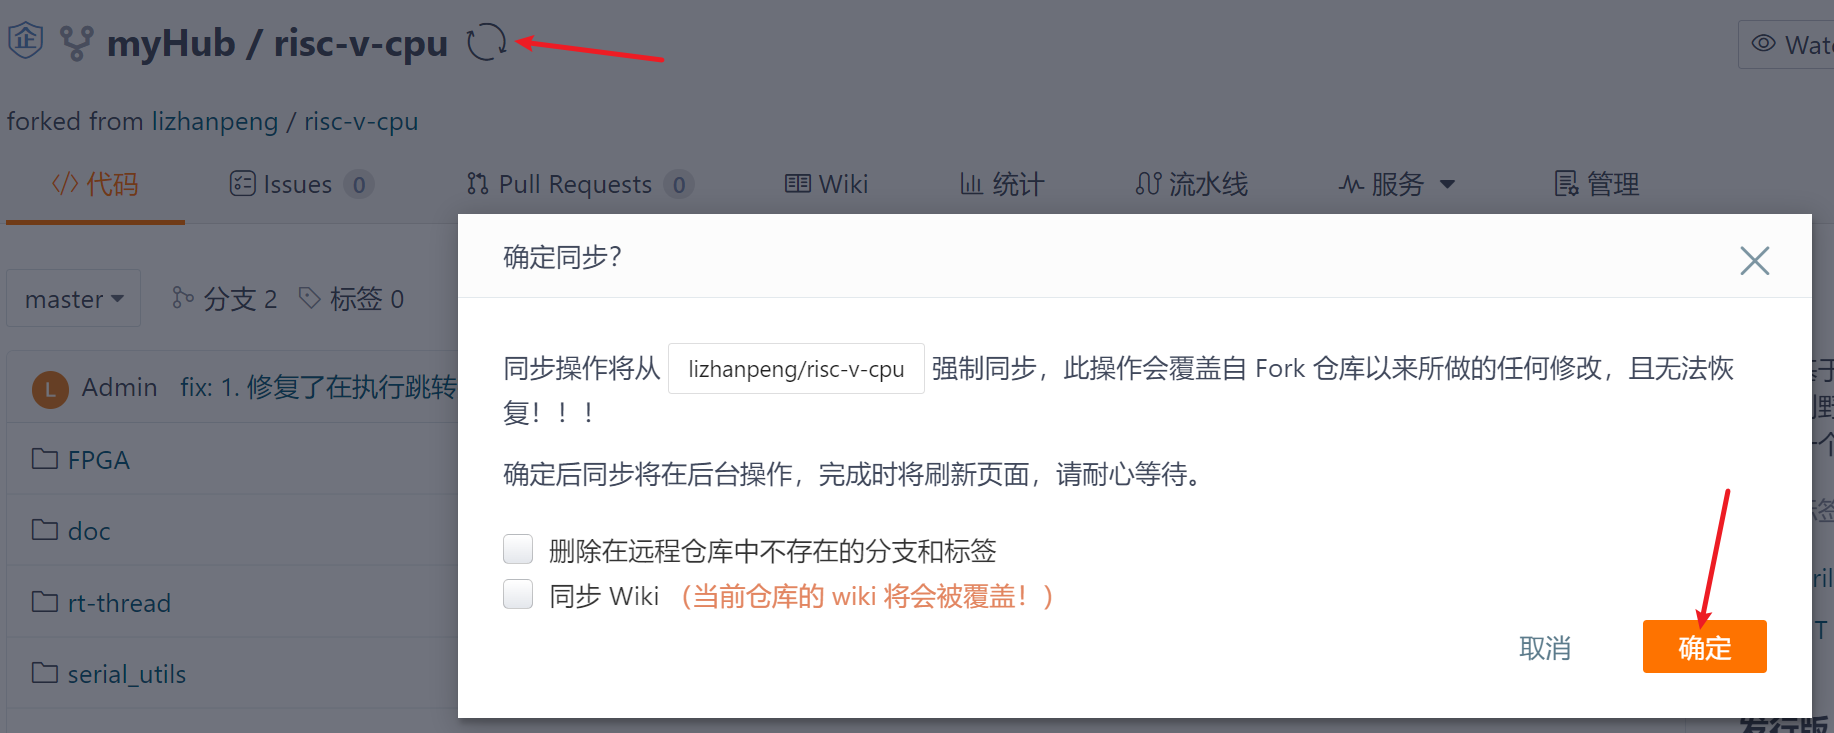 企 myHub / risc-v-cpu
forked from lizhanpeng / risc-v-cpu
</> 代码 Issues 0 Pull Requests 0 Wiki 统计 流水线 服务 管理
master 分支 2 标签 0
L Admin fix: 1. 修复了在执行跳转
FPGA
doc
rt-thread
serial_utils
确定同步?
同步操作将从 lizhanpeng/risc-v-cpu 强制同步，此操作会覆盖自 Fork 仓库以来所做的任何修改，且无法恢
复！！！
确定后同步将在后台操作，完成时将刷新页面，请耐心等待。
删除在远程仓库中不存在的分支和标签
同步 Wiki （当前仓库的 wiki 将会被覆盖！）
取消 确定
发行版